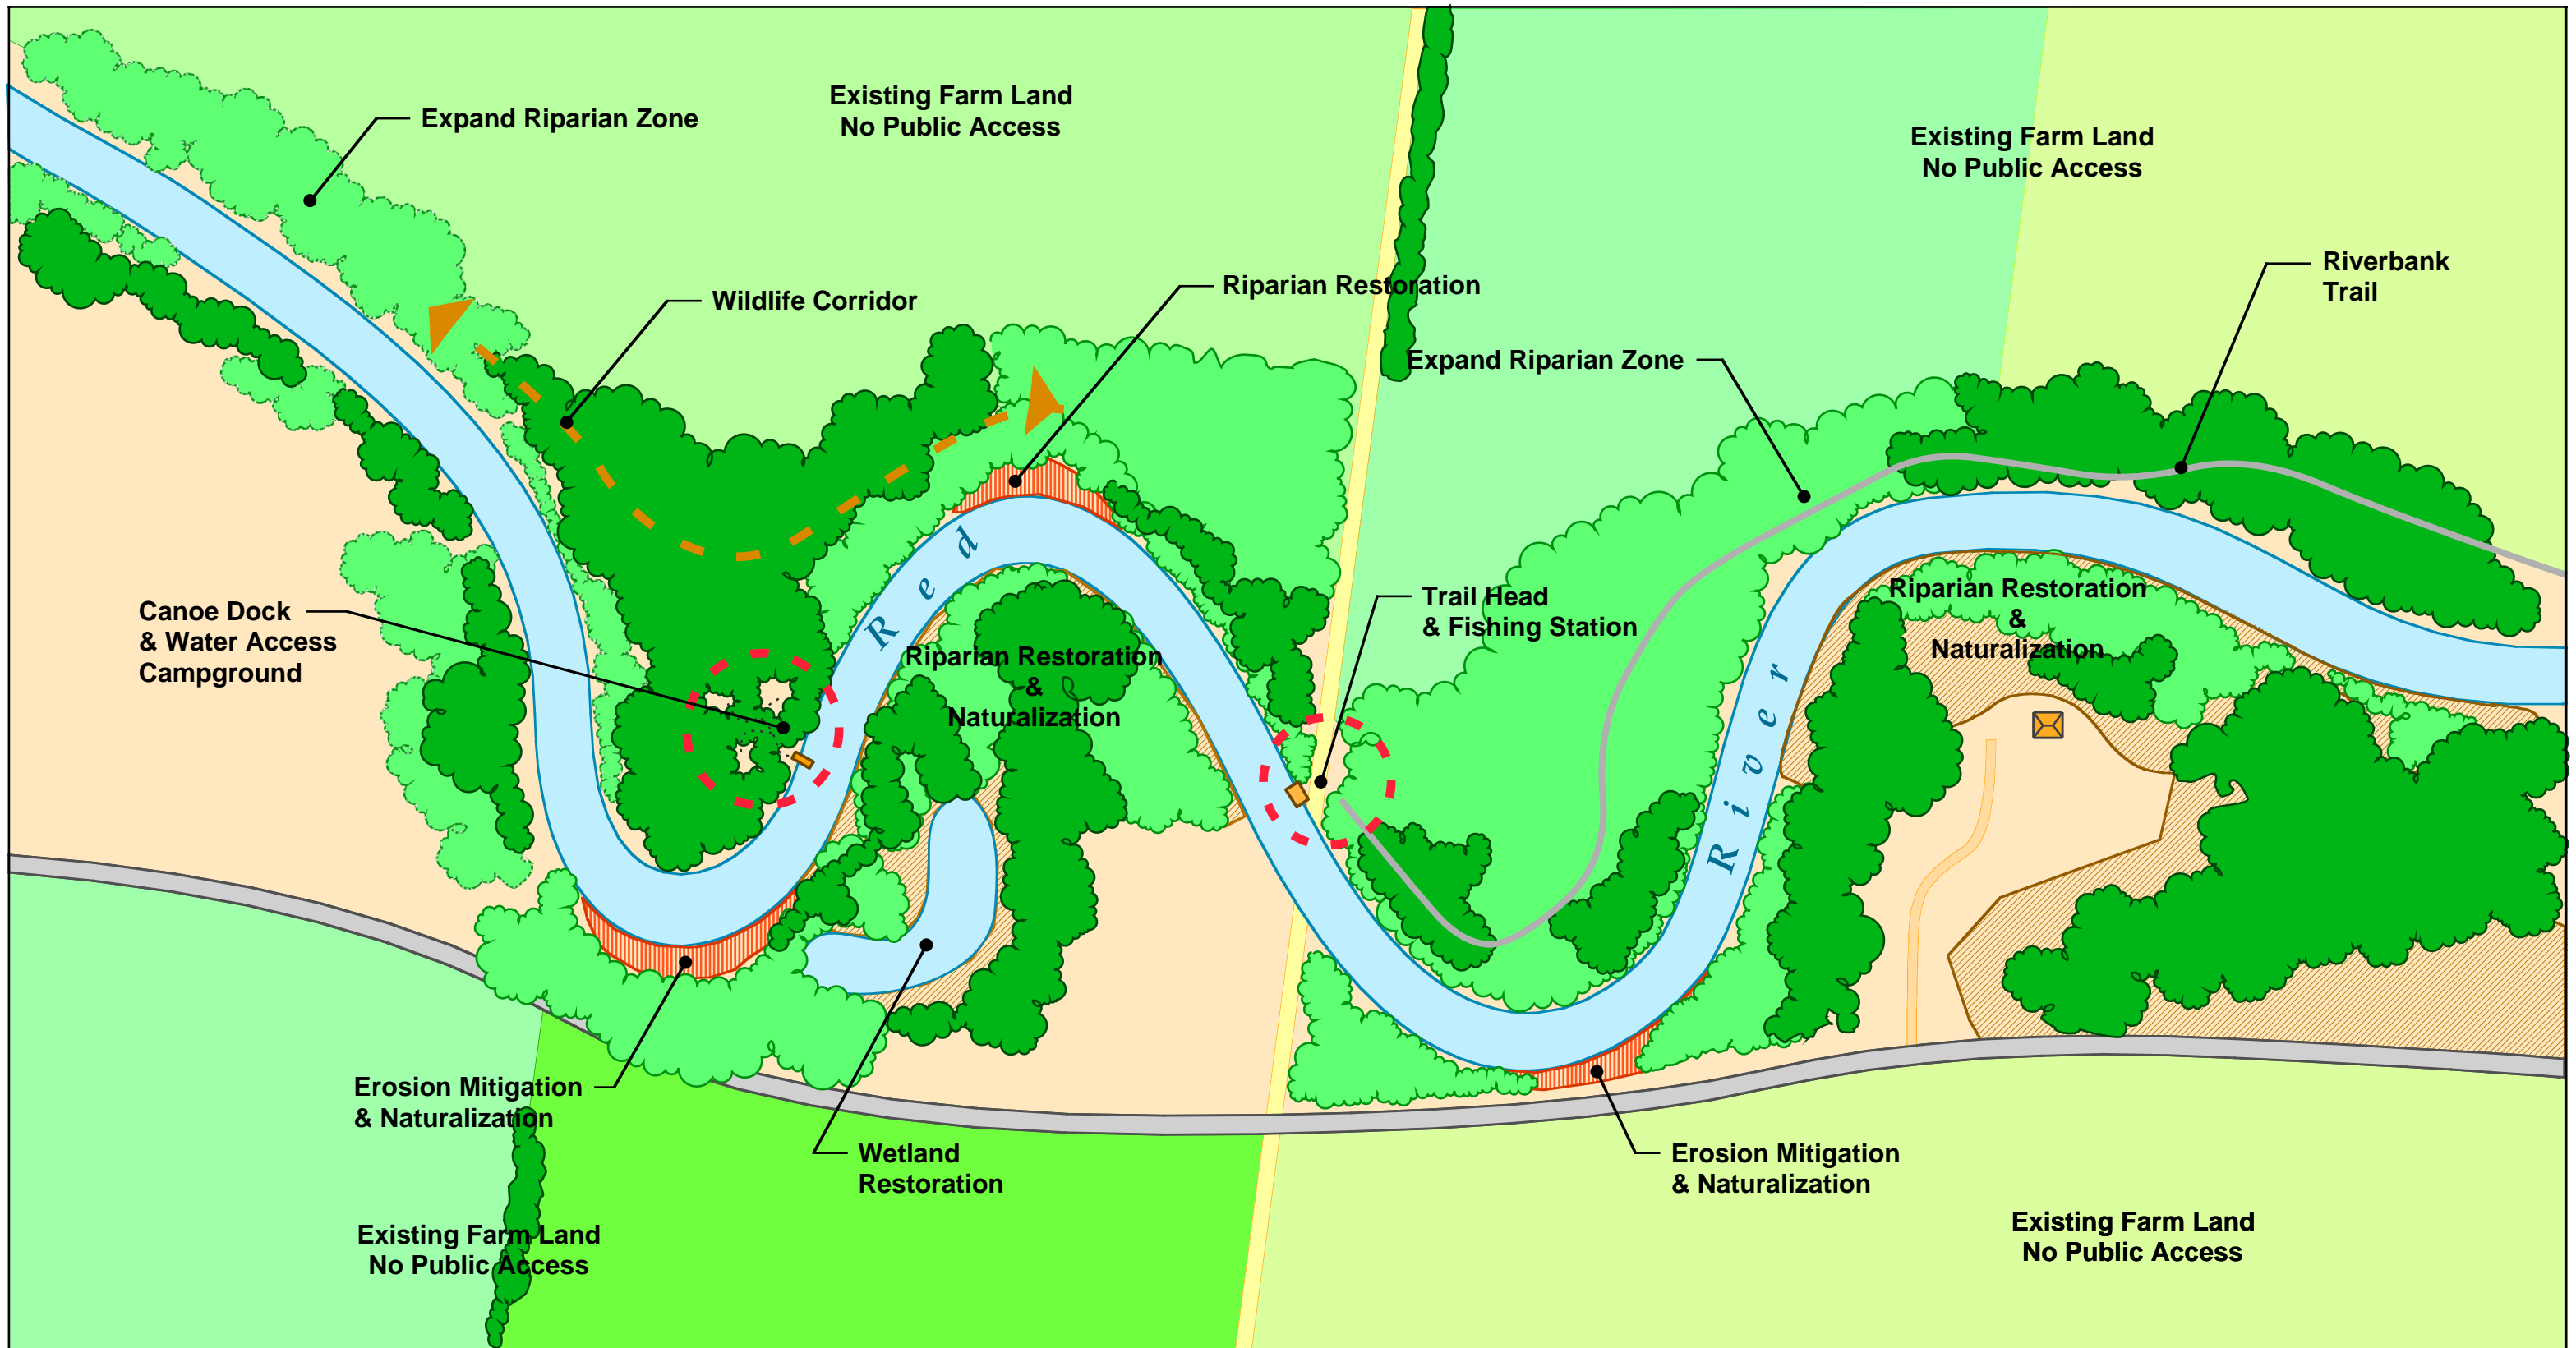 Existing Farm Land
No Public Access
Expand Riparian Zone
Existing Farm Land
No Public Access
Riverbank
Trail
Riparian Restoration
Wildlife Corridor
Expand Riparian Zone
Canoe Dock
& Water Access
Campground
Red
Riparian Restoration
&
Naturalization
Trail Head
& Fishing Station
River
Riparian Restoration
&
Naturalization
Erosion Mitigation
& Naturalization
Wetland
Restoration
Erosion Mitigation
& Naturalization
Existing Farm Land
No Public Access
Existing Farm Land
No Public Access